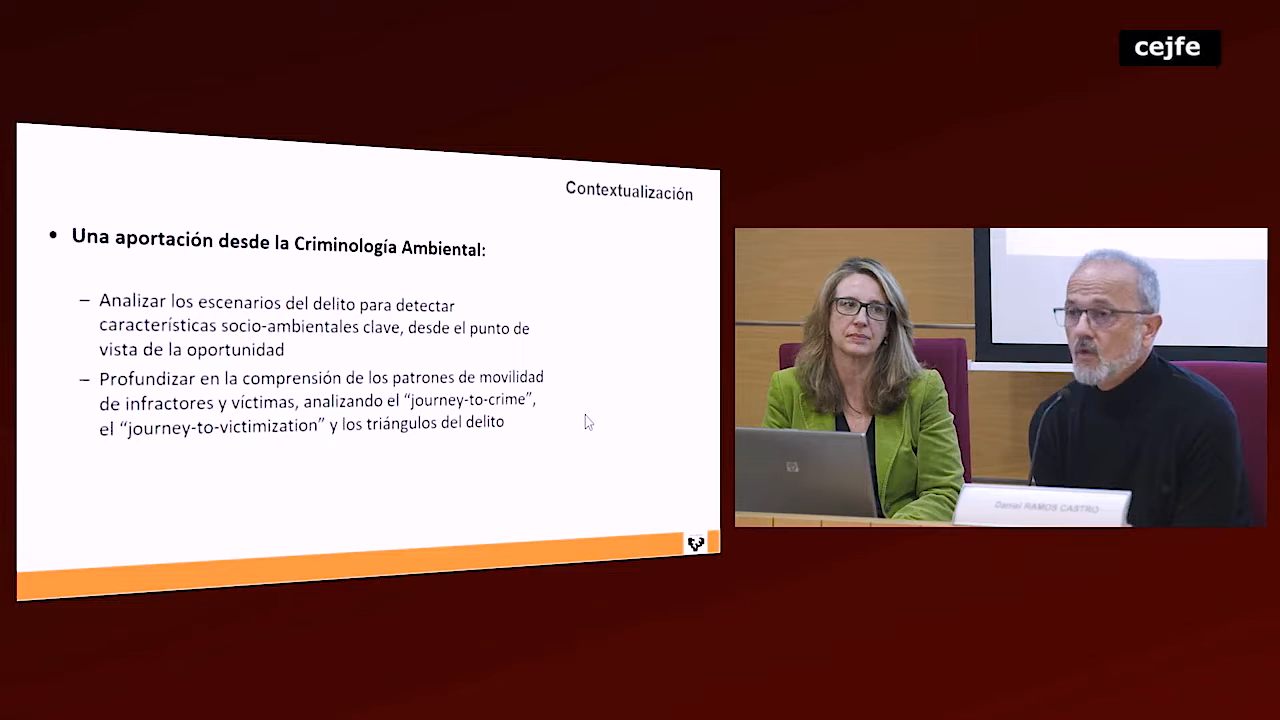 cejfe
Contextualización
• Una aportación desde la Criminología Ambiental:
– Analizar los escenarios del delito para detectar
características socio-ambientales clave, desde el punto de
vista de la oportunidad
– Profundizar en la comprensión de los patrones de movilidad
de infractores y víctimas, analizando el “journey-to-crime”,
el “journey-to-victimization” y los triángulos del delito
Daniel RAMOS CASTRO